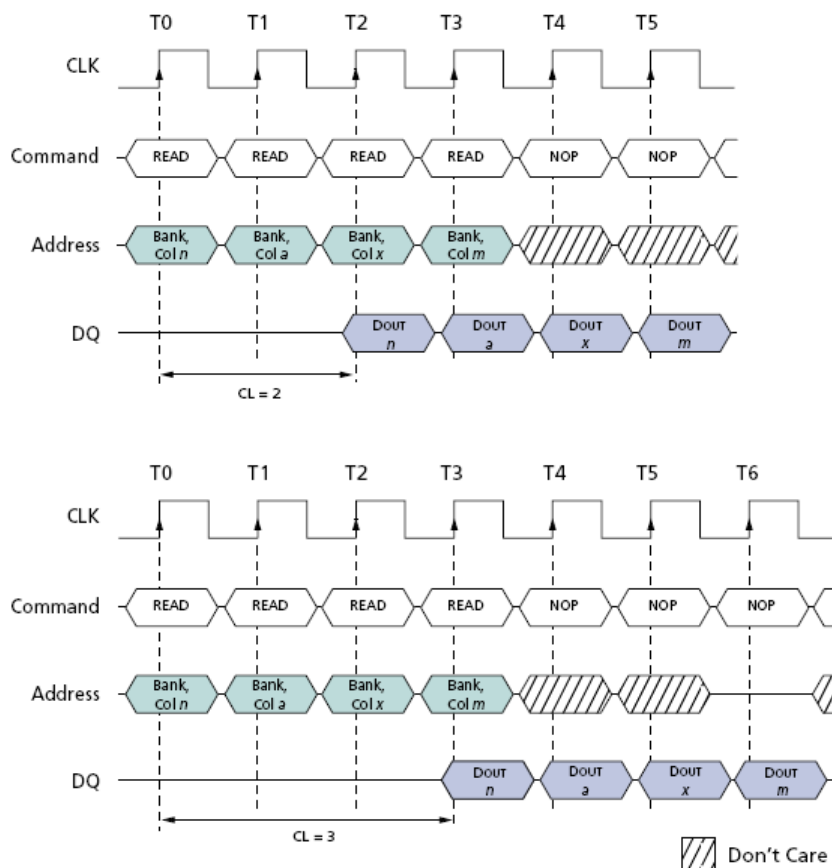 T0 T1 T2 T3 T4 T5
CLK
Command READ READ READ READ NOP NOP
Address Bank, Col n Bank, Col a Bank, Col x Bank, Col m
DQ DOUT n DOUT a DOUT x DOUT m
CL = 2
T0 T1 T2 T3 T4 T5 T6
CLK
Command READ READ READ READ NOP NOP NOP
Address Bank, Col n Bank, Col a Bank, Col x Bank, Col m
DQ DOUT n DOUT a DOUT x DOUT m
CL = 3
Don't Care